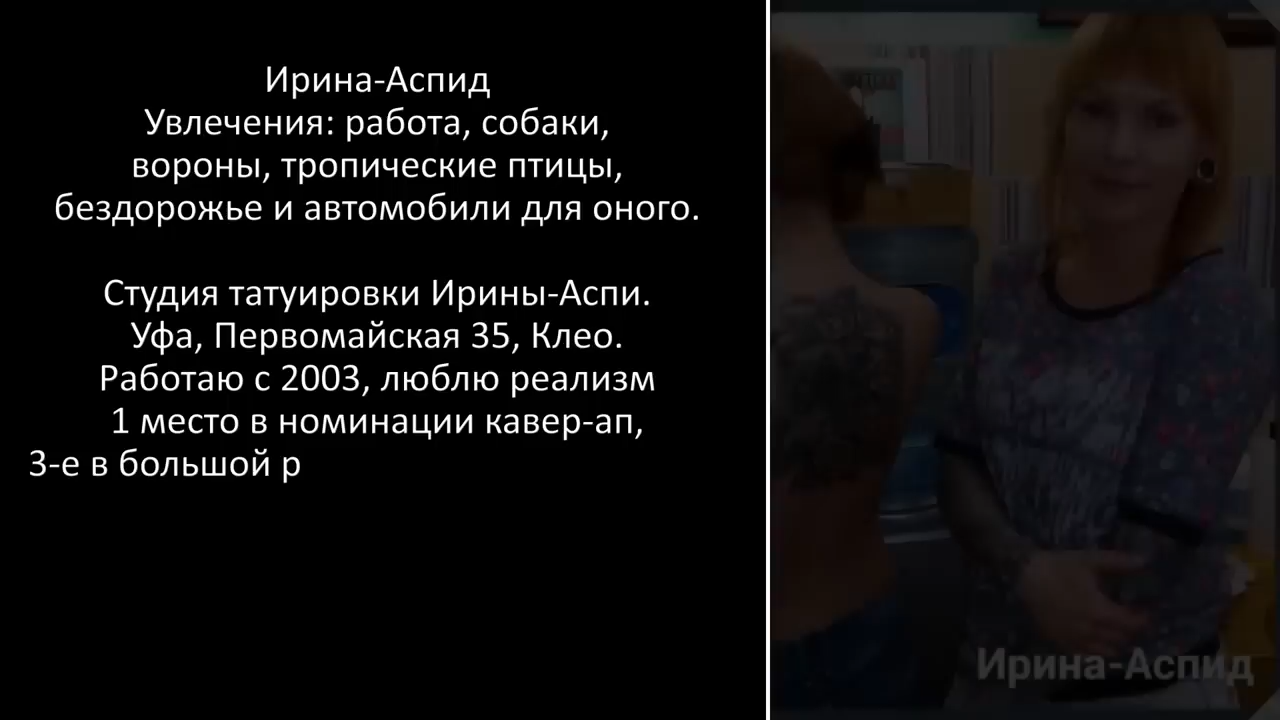 Ирина-Аспид
Увлечения: работа, собаки,
вороны, тропические птицы,
бездорожье и автомобили для оного.
Студия татуировки Ирины-Аспи.
Уфа, Первомайская 35, Клео.
Работаю с 2003, люблю реализм
1 место в номинации кавер-ап,
3-е в большой р
Ирина-Аспид